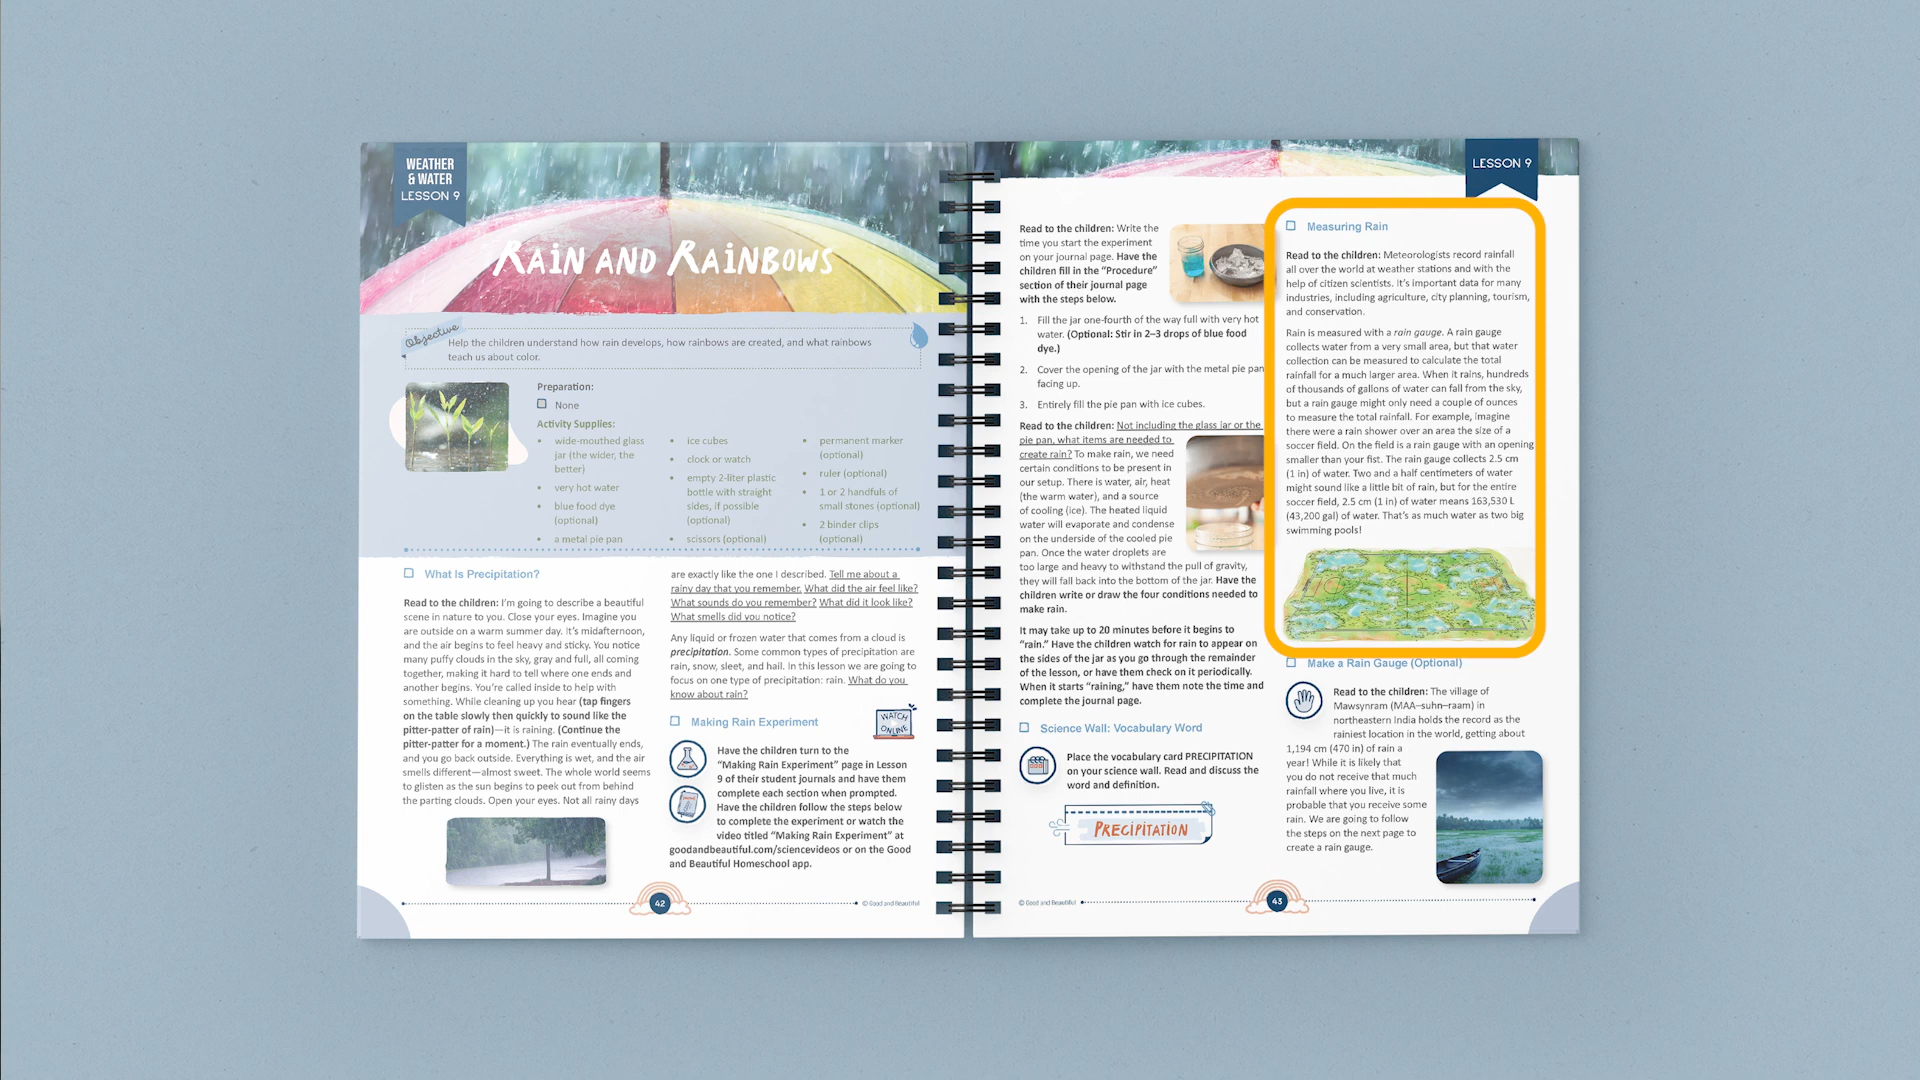 WEATHER
& WATER
LESSON 9
RAIN AND RAINBOWS
Objective
Help the children understand how rain develops, how rainbows are created, and what rainbows
teach us about color.
Preparation:
None
Activity Supplies:
• wide-mouthed glass
jar (the wider, the
better)
• very hot water
• blue food dye
(optional)
• a metal pie pan
• ice cubes
• clock or watch
• empty 2-liter plastic
bottle with straight
sides, if possible
(optional)
• scissors (optional)
• permanent marker
(optional)
• ruler (optional)
• 1 or 2 handfuls of
small stones (optional)
• 2 binder clips
(optional)
What Is Precipitation?
Read to the children: I'm going to describe a beautiful
scene in nature to you. Close your eyes. Imagine you
are outside on a warm summer day. It's midafternoon,
and the air begins to feel heavy and sticky. You notice
many puffy clouds in the sky, gray and full, all coming
together, making it hard to tell where one ends and
another begins. You're called inside to help with
something. While cleaning up you hear (tap fingers
on the table slowly then quickly to sound like the
pitter-patter of rain)—it is raining. (Continue the
pitter-patter for a moment.) The rain eventually ends,
and you go back outside. Everything is wet, and the air
smells different—almost sweet. The whole world seems
to glisten as the sun begins to peek out from behind
the parting clouds. Open your eyes. Not all rainy days
are exactly like the one I described. Tell me about a
rainy day that you remember. What did the air feel like?
What sounds do you remember? What did it look like?
What smells did you notice?
Any liquid or frozen water that comes from a cloud is
precipitation. Some common types of precipitation are
rain, snow, sleet, and hail. In this lesson we are going to
focus on one type of precipitation: rain. What do you
know about rain?
Making Rain Experiment
WATCH
ONLINE
Have the children turn to the
"Making Rain Experiment" page in Lesson
9 of their student journals and have them
complete each section when prompted.
Have the children follow the steps below
to complete the experiment or watch the
video titled "Making Rain Experiment" at
goodandbeautiful.com/sciencevideos or on the Good
and Beautiful Homeschool app.
42
© Good and Beautiful
LESSON 9
Read to the children: Write the
time you start the experiment
on your journal page. Have the
children fill in the "Procedure"
section of their journal page
with the steps below.
1. Fill the jar one-fourth of the way full with very hot
water. (Optional: Stir in 2–3 drops of blue food
dye.)
2. Cover the opening of the jar with the metal pie pan
facing up.
3. Entirely fill the pie pan with ice cubes.
Read to the children: Not including the glass jar or the
pie pan, what items are needed to
create rain? To make rain, we need
certain conditions to be present in
our setup. There is water, air, heat
(the warm water), and a source
of cooling (ice). The heated liquid
water will evaporate and condense
on the underside of the cooled pie
pan. Once the water droplets are
too large and heavy to withstand the pull of gravity,
they will fall back into the bottom of the jar. Have the
children write or draw the four conditions needed to
make rain.
It may take up to 20 minutes before it begins to
"rain." Have the children watch for rain to appear on
the sides of the jar as you go through the remainder
of the lesson, or have them check on it periodically.
When it starts "raining," have them note the time and
complete the journal page.
Science Wall: Vocabulary Word
Place the vocabulary card PRECIPITATION
on your science wall. Read and discuss the
word and definition.
PRECIPITATION
Measuring Rain
Read to the children: Meteorologists record rainfall
all over the world at weather stations and with the
help of citizen scientists. It's important data for many
industries, including agriculture, city planning, tourism,
and conservation.
Rain is measured with a rain gauge. A rain gauge
collects water from a very small area, but that water
collection can be measured to calculate the total
rainfall for a much larger area. When it rains, hundreds
of thousands of gallons of water can fall from the sky,
but a rain gauge might only need a couple of ounces
to measure the total rainfall. For example, imagine
there were a rain shower over an area the size of a
soccer field. On the field is a rain gauge with an opening
smaller than your fist. The rain gauge collects 2.5 cm
(1 in) of water. Two and a half centimeters of water
might sound like a little bit of rain, but for the entire
soccer field, 2.5 cm (1 in) of water means 163,530 L
(43,200 gal) of water. That's as much water as two big
swimming pools!
Make a Rain Gauge (Optional)
Read to the children: The village of
Mawsynram (MAA–suhn–raam) in
northeastern India holds the record as the
rainiest location in the world, getting about
1,194 cm (470 in) of rain a
year! While it is likely that
you do not receive that much
rainfall where you live, it is
probable that you receive some
rain. We are going to follow
the steps on the next page to
create a rain gauge.
© Good and Beautiful
43